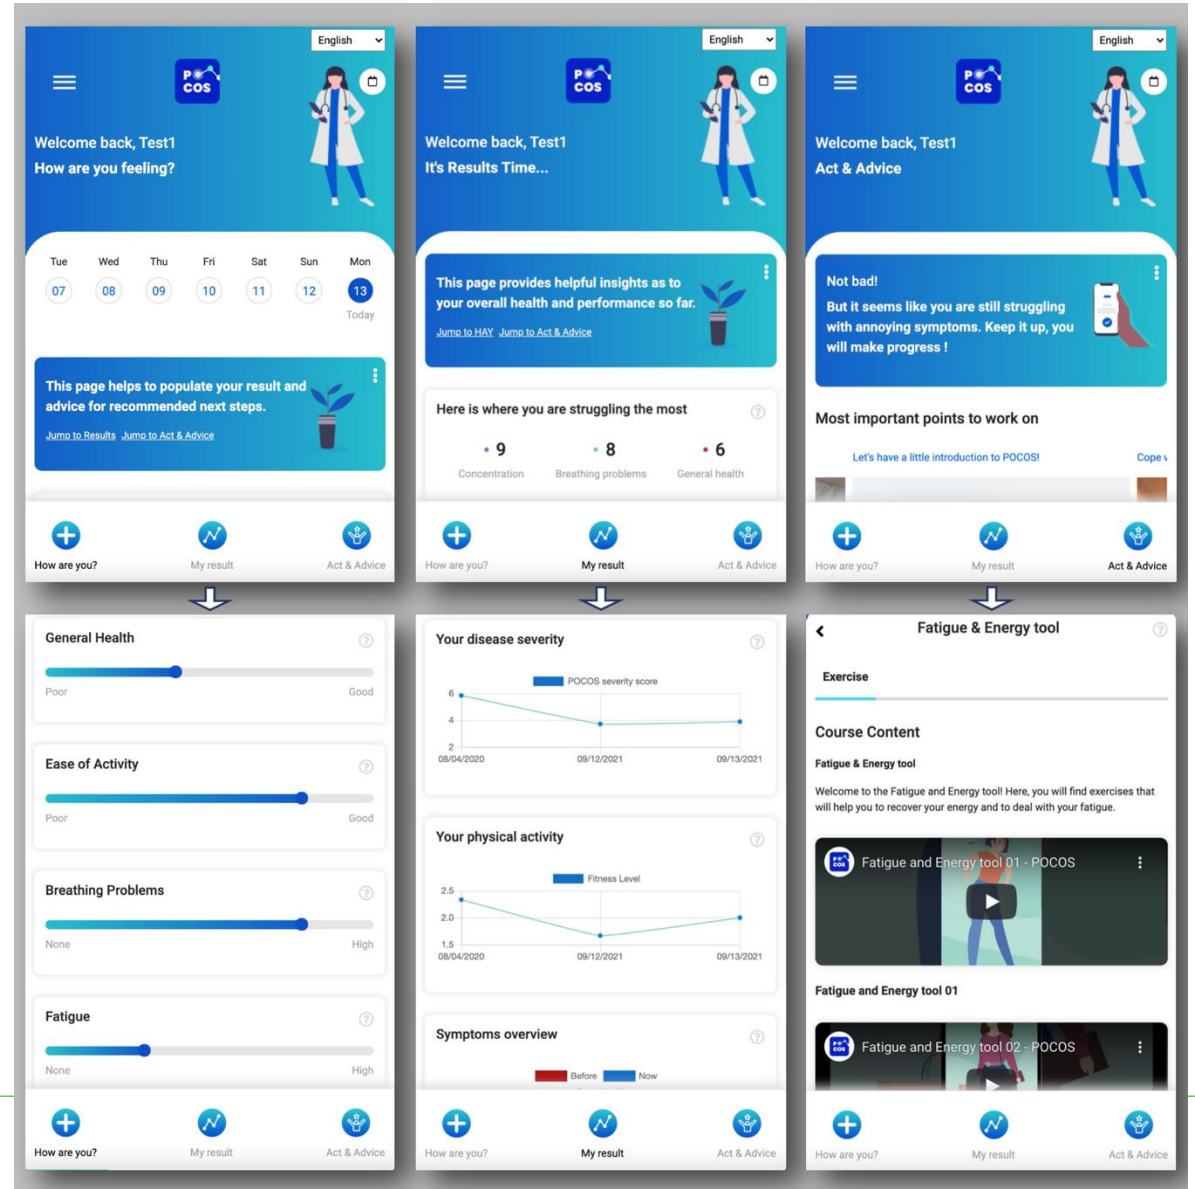 English
POCOS
Welcome back, Test1
How are you feeling?
Tue Wed Thu Fri Sat Sun Mon
07 08 09 10 11 12 13
Today
This page helps to populate your result and
advice for recommended next steps.
Jump to Results Jump to Act & Advice
How are you? My result Act & Advice
English
POCOS
Welcome back, Test1
It's Results Time...
This page provides helpful insights as to
your overall health and performance so far.
Jump to HAY Jump to Act & Advice
Here is where you are struggling the most
?
9 8 6
Concentration Breathing problems General health
How are you? My result Act & Advice
English
POCOS
Welcome back, Test1
Act & Advice
Not bad!
But it seems like you are still struggling
with annoying symptoms. Keep it up, you
will make progress !
Most important points to work on
Let's have a little introduction to POCOS! Cope
How are you? My result Act & Advice
General Health
?
Poor Good
Ease of Activity
?
Poor Good
Breathing Problems
?
None High
Fatigue
?
None High
How are you? My result Act & Advice
Your disease severity
?
POCOS severity score
6
4
2
08/04/2020 09/12/2021 09/13/2021
Your physical activity
?
Fitness Level
2.5
2.0
1.5
08/04/2020 09/12/2021 09/13/2021
Symptoms overview
?
Before Now
How are you? My result Act & Advice
Fatigue & Energy tool
?
Exercise
Course Content
Fatigue & Energy tool
Welcome to the Fatigue and Energy tool! Here, you will find exercises that
will help you to recover your energy and to deal with your fatigue.
POCOS
Fatigue and Energy tool 01 - POCOS
Fatigue and Energy tool 01
POCOS
Fatigue and Energy tool 02 - POCOS
How are you? My result Act & Advice